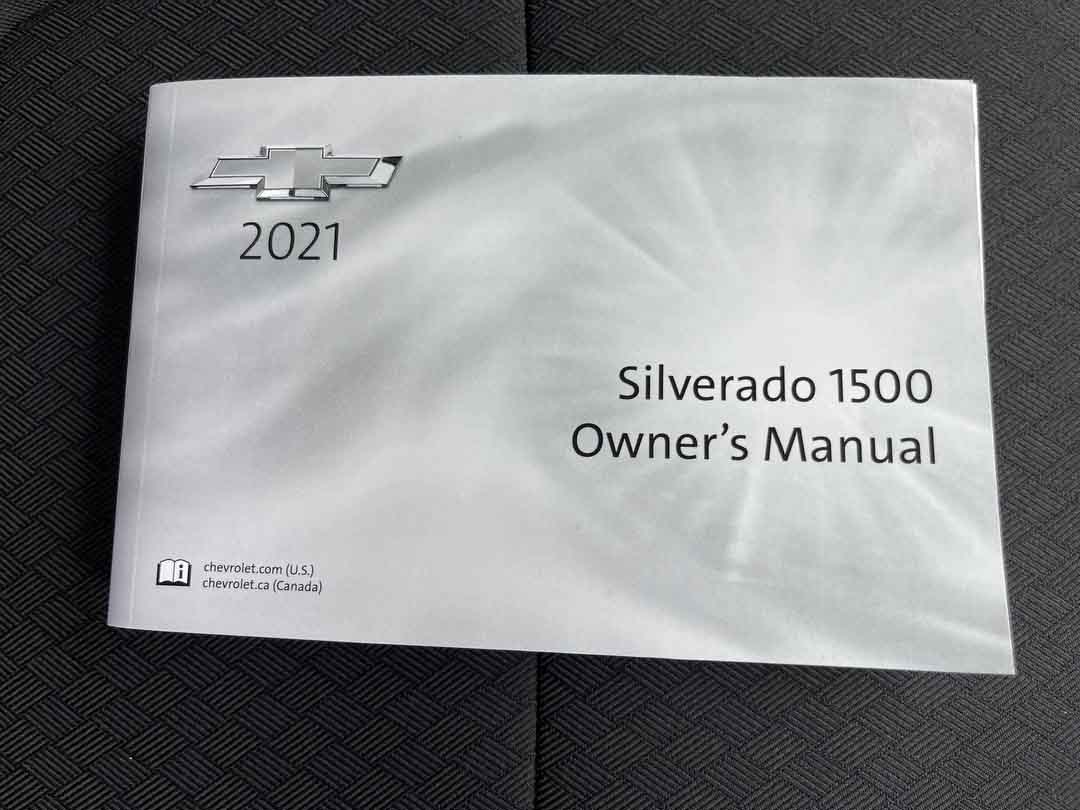 2021
Silverado 1500
Owner’s Manual
chevrolet.com (U.S.)
chevrolet.ca (Canada)